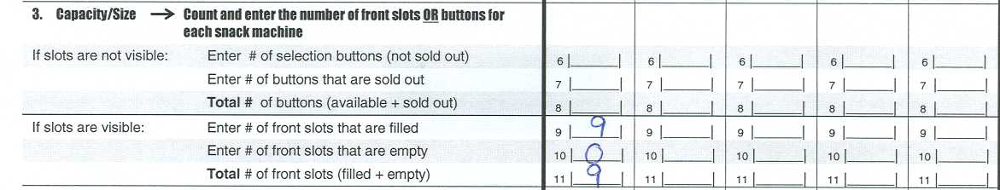 3. Capacity/Size → Count and enter the number of front slots OR buttons for
each snack machine
If slots are not visible: Enter # of selection buttons (not sold out) 6 6 6 6 6
Enter # of buttons that are sold out 7 7 7 7 7
Total # of buttons (available + sold out) 8 8 8 8 8
If slots are visible: Enter # of front slots that are filled 9 9 9 9 9 9
Enter # of front slots that are empty 10 0 10 10 10 10
Total # of front slots (filled + empty) 11 9 11 11 11 11